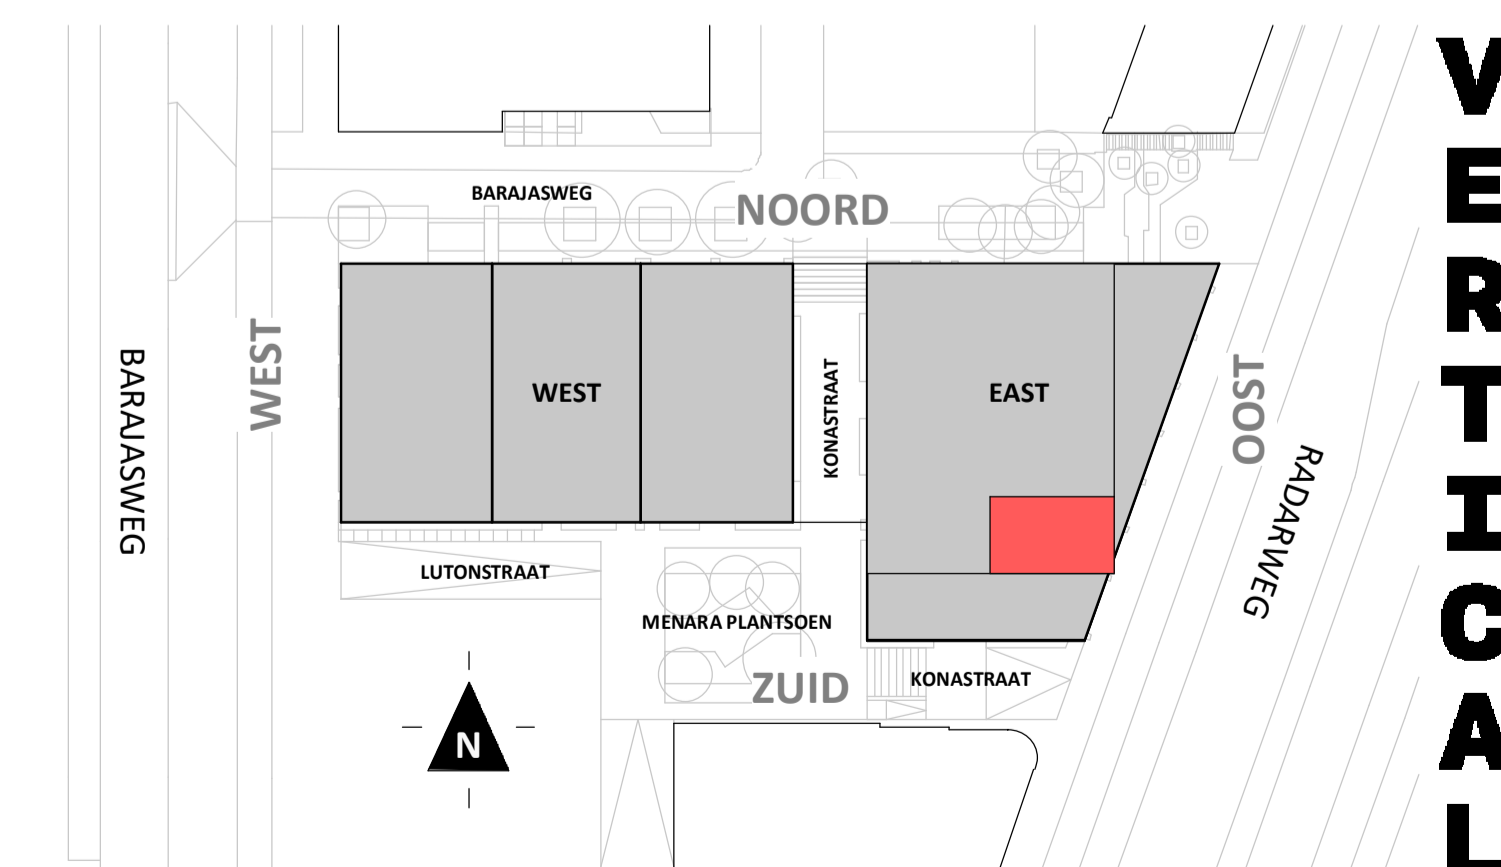 BARAJASWEG
NOORD
WEST
BARAJASWEG
WEST
KONASTRAAT
EAST
OOST
RADARWEG
LUTONSTRAAT
MENARA PLANTSOEN
ZUID
KONASTRAAT
N
VERTICAL